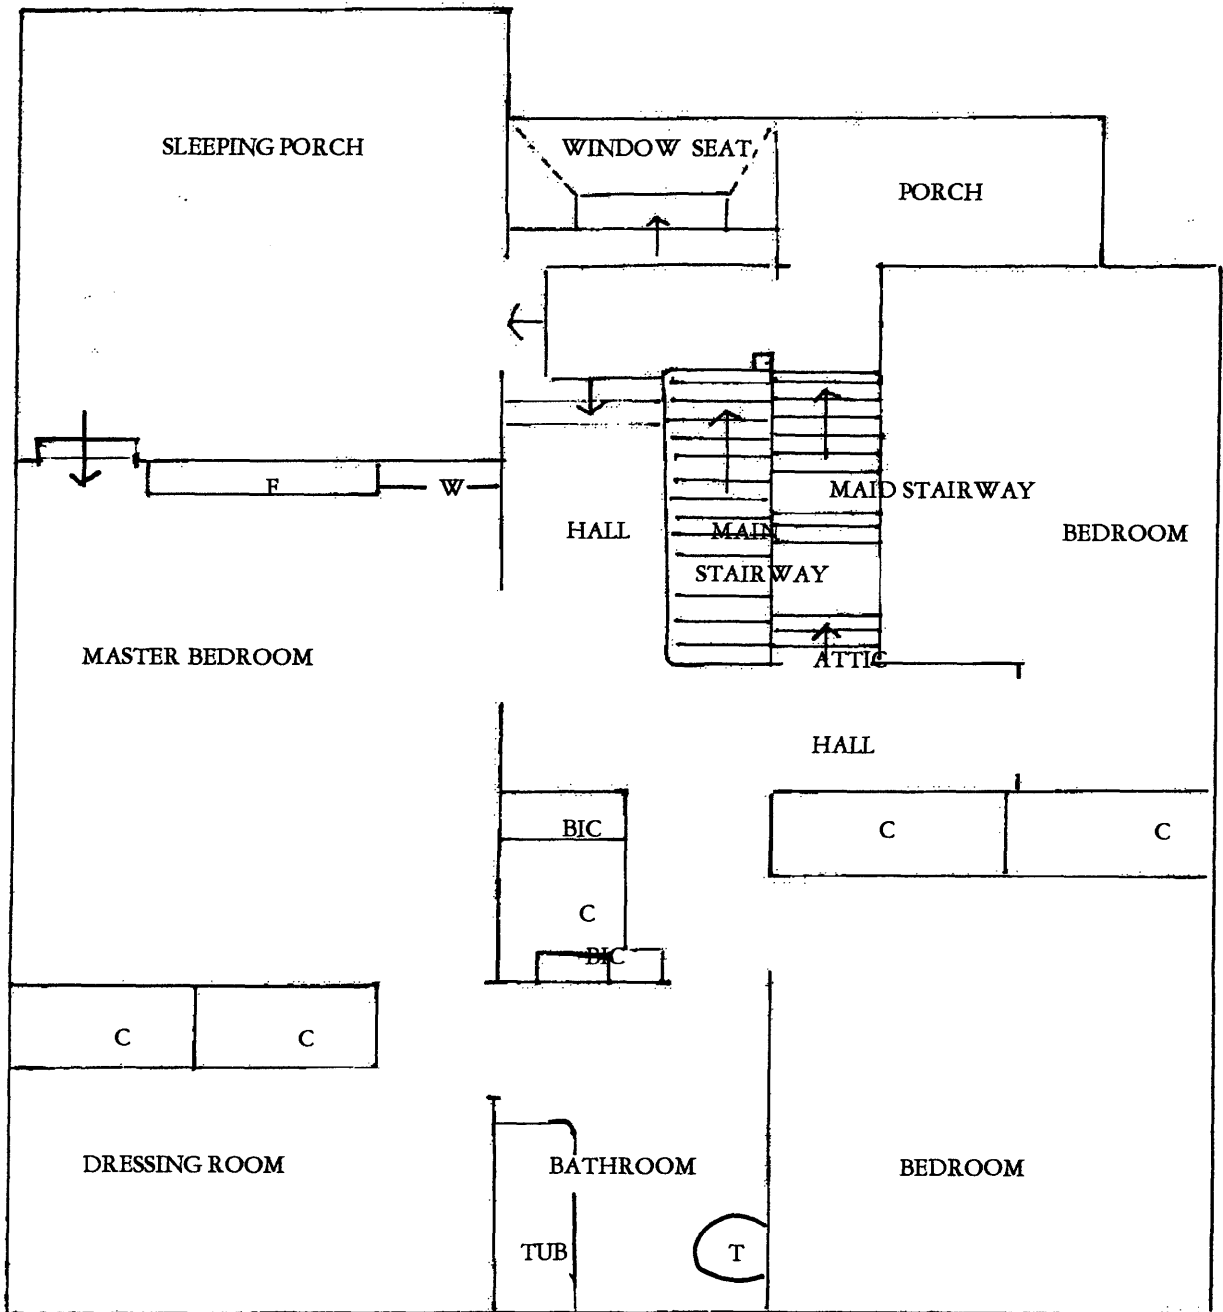 SLEEPING PORCH
WINDOW SEAT
PORCH
F
W
MAID STAIRWAY
HALL
MAIN
BEDROOM
STAIRWAY
MASTER BEDROOM
ATTIC
HALL
BIC
C
C
C
BIC
C
C
DRESSING ROOM
BATHROOM
BEDROOM
TUB
T